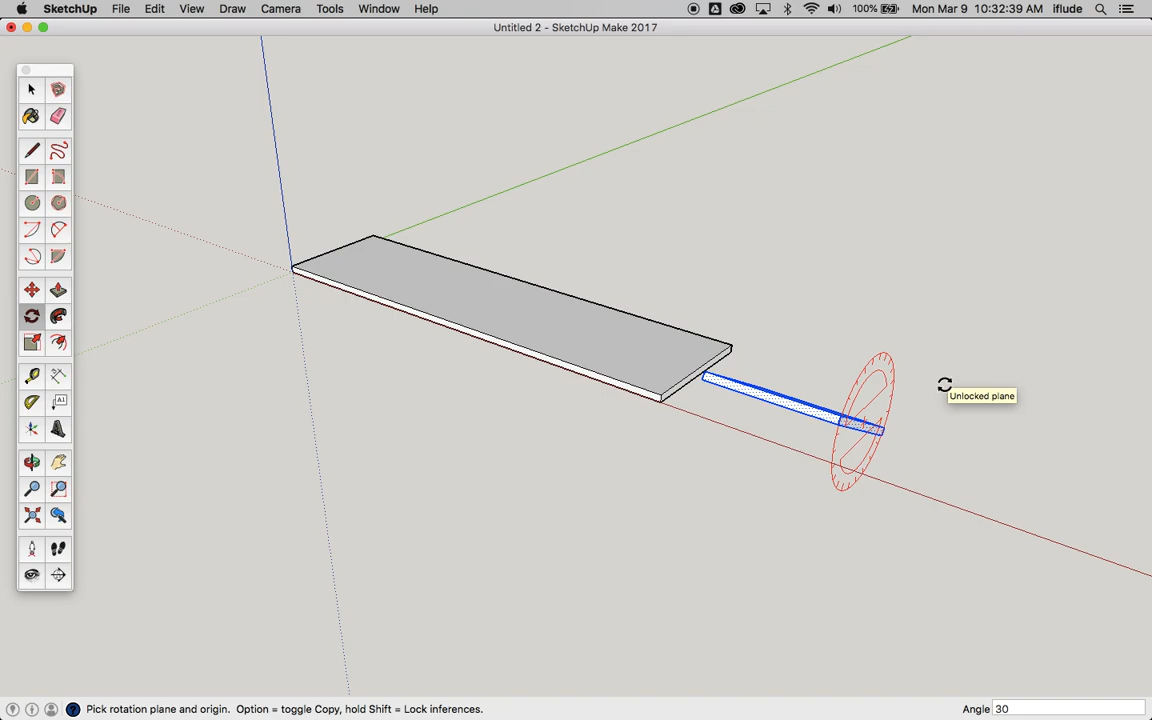 SketchUp File Edit View Draw Camera Tools Window Help 100% Mon Mar 9 10:32:39 AM iflude
Untitled 2 - SketchUp Make 2017
A1
Unlocked plane
Pick rotation plane and origin. Option = toggle Copy, hold Shift = Lock inferences. Angle 30